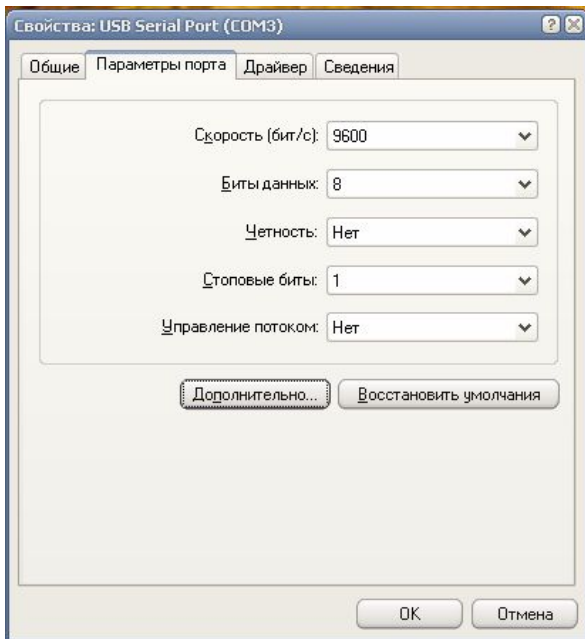 Свойства: USB Serial Port (COM3)
Общие Параметры порта Драйвер Сведения
Скорость (бит/с): 9600
Биты данных: 8
Четность: Нет
Стоповые биты: 1
Управление потоком: Нет
Дополнительно... Восстановить умолчания
OK Отмена